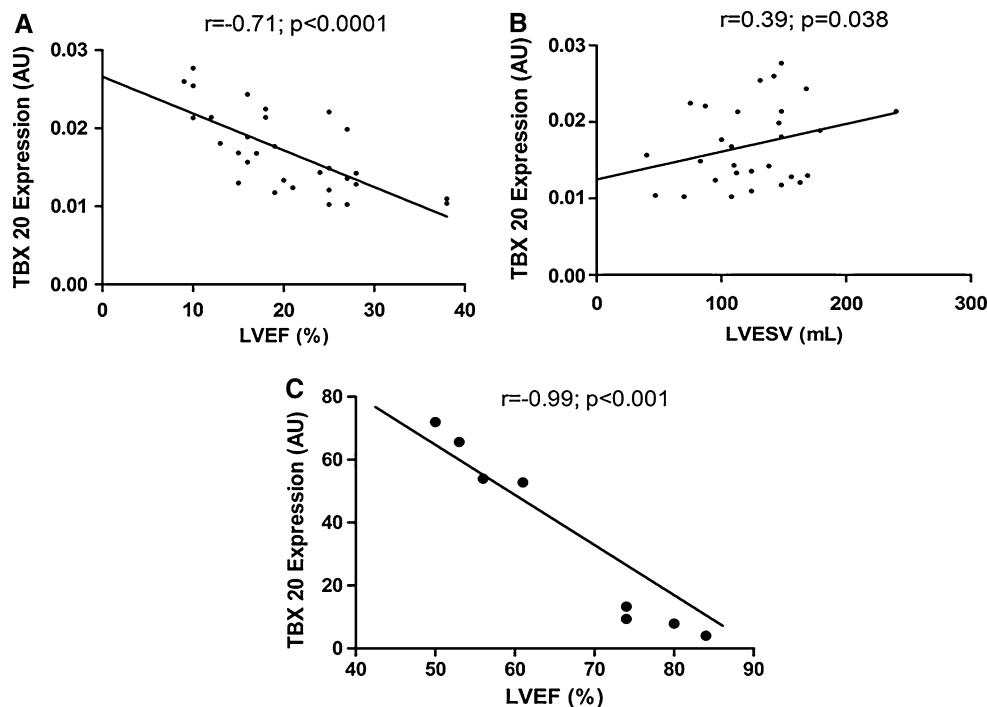 A
r=-0.71; p<0.0001
TBX 20 Expression (AU)
0.03
0.02
0.01
0.00
0 10 20 30 40
LVEF (%)
B
r=0.39; p=0.038
TBX 20 Expression (AU)
0.03
0.02
0.01
0.00
0 100 200 300
LVESV (mL)
C
r=-0.99; p<0.001
TBX 20 Expression (AU)
80
60
40
20
0
40 50 60 70 80 90
LVEF (%)